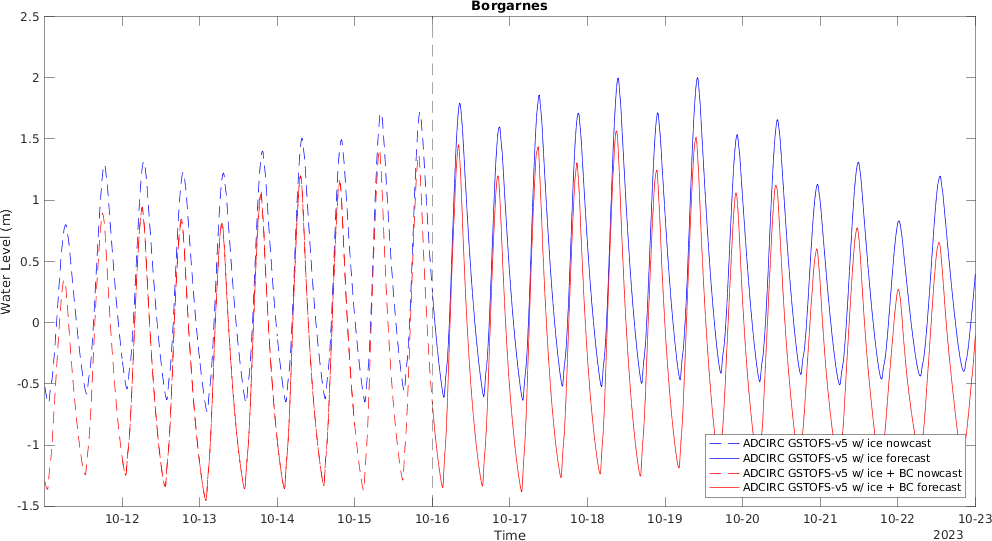 Borgarnes
2.5
2
1.5
1
0.5
0
-0.5
-1
-1.5
Water Level (m)
10-12 10-13 10-14 10-15 10-16 10-17 10-18 10-19 10-20 10-21 10-22 10-23
Time
2023
ADCIRC GSTOFS-v5 w/ ice nowcast
ADCIRC GSTOFS-v5 w/ ice forecast
ADCIRC GSTOFS-v5 w/ ice + BC nowcast
ADCIRC GSTOFS-v5 w/ ice + BC forecast